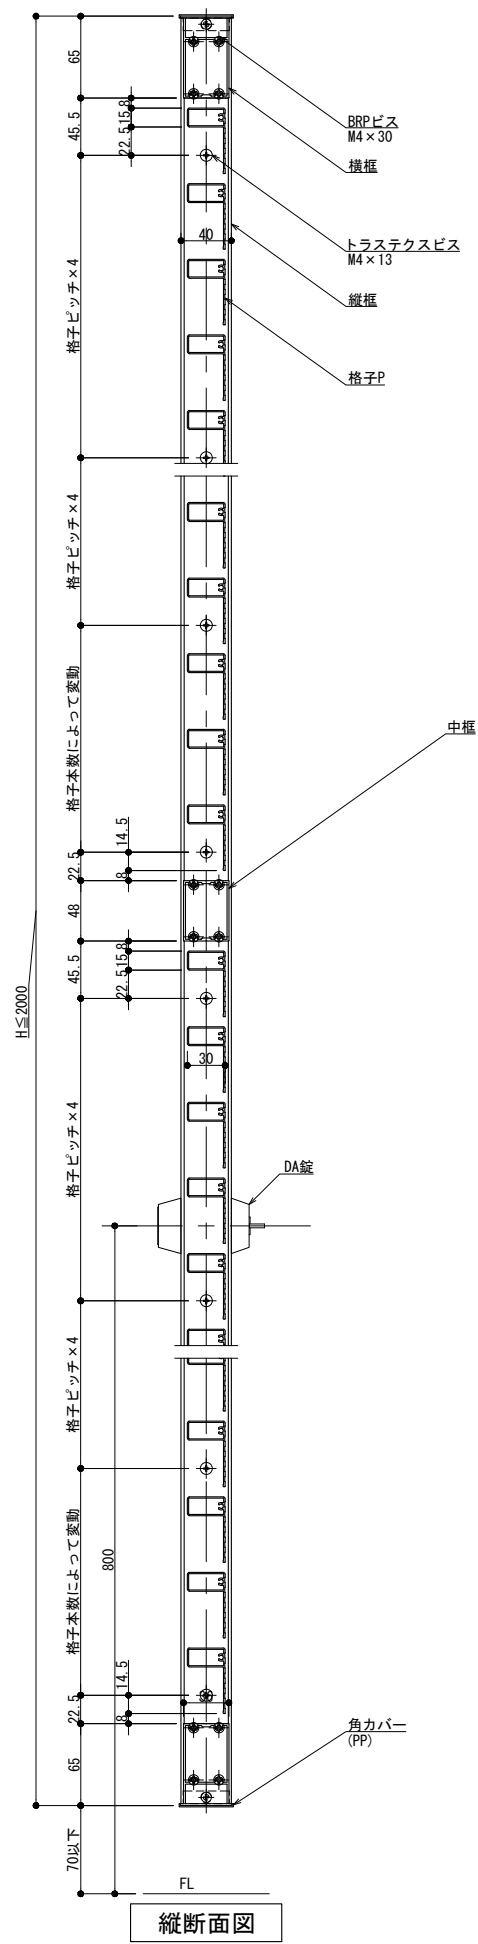 65
45.5
15.8
22.5
BRPビス
M4×30
横框
トラステクスビス
M4×13
40
縦框
格子ピッチ×4
格子P
格子ピッチ×4
格子本数によって変動
中框
14.5
22.5
8
48
45.5
15.8
22.5
H≦2000
30
格子ピッチ×4
DA錠
格子ピッチ×4
格子本数によって変動
800
14.5
22.5
8
角カバー
(PP)
65
70以下
FL
縦断面図